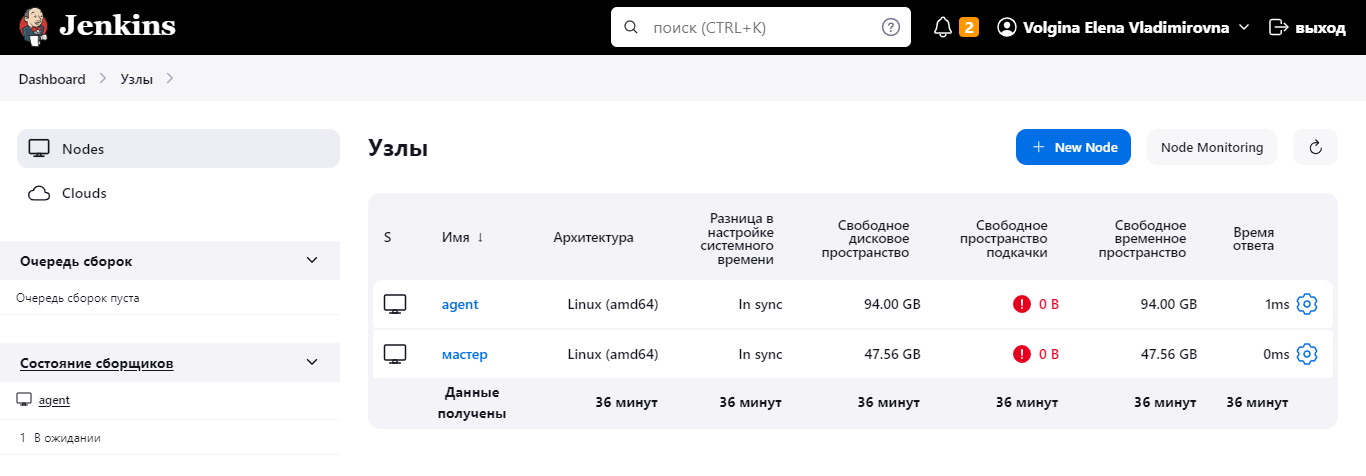 Jenkins
поиск (CTRL+K)
2
Volgina Elena Vladimirovna
выход
Dashboard
Узлы
Nodes
Clouds
Очередь сборок
Очередь сборок пуста
Состояние сборщиков
agent
1 В ожидании
Узлы
New Node
Node Monitoring
S
Имя ↓
Архитектура
Разница в
настройке
системного
времени
Свободное
дисковое
пространство
Свободное
пространство
подкачки
Свободное
временное
пространство
Время
ответа
agent Linux (amd64) In sync 94.00 GB 0 B 94.00 GB 1ms
мастер Linux (amd64) In sync 47.56 GB 0 B 47.56 GB 0ms
Данные
получены
36 минут 36 минут 36 минут 36 минут 36 минут 36 минут